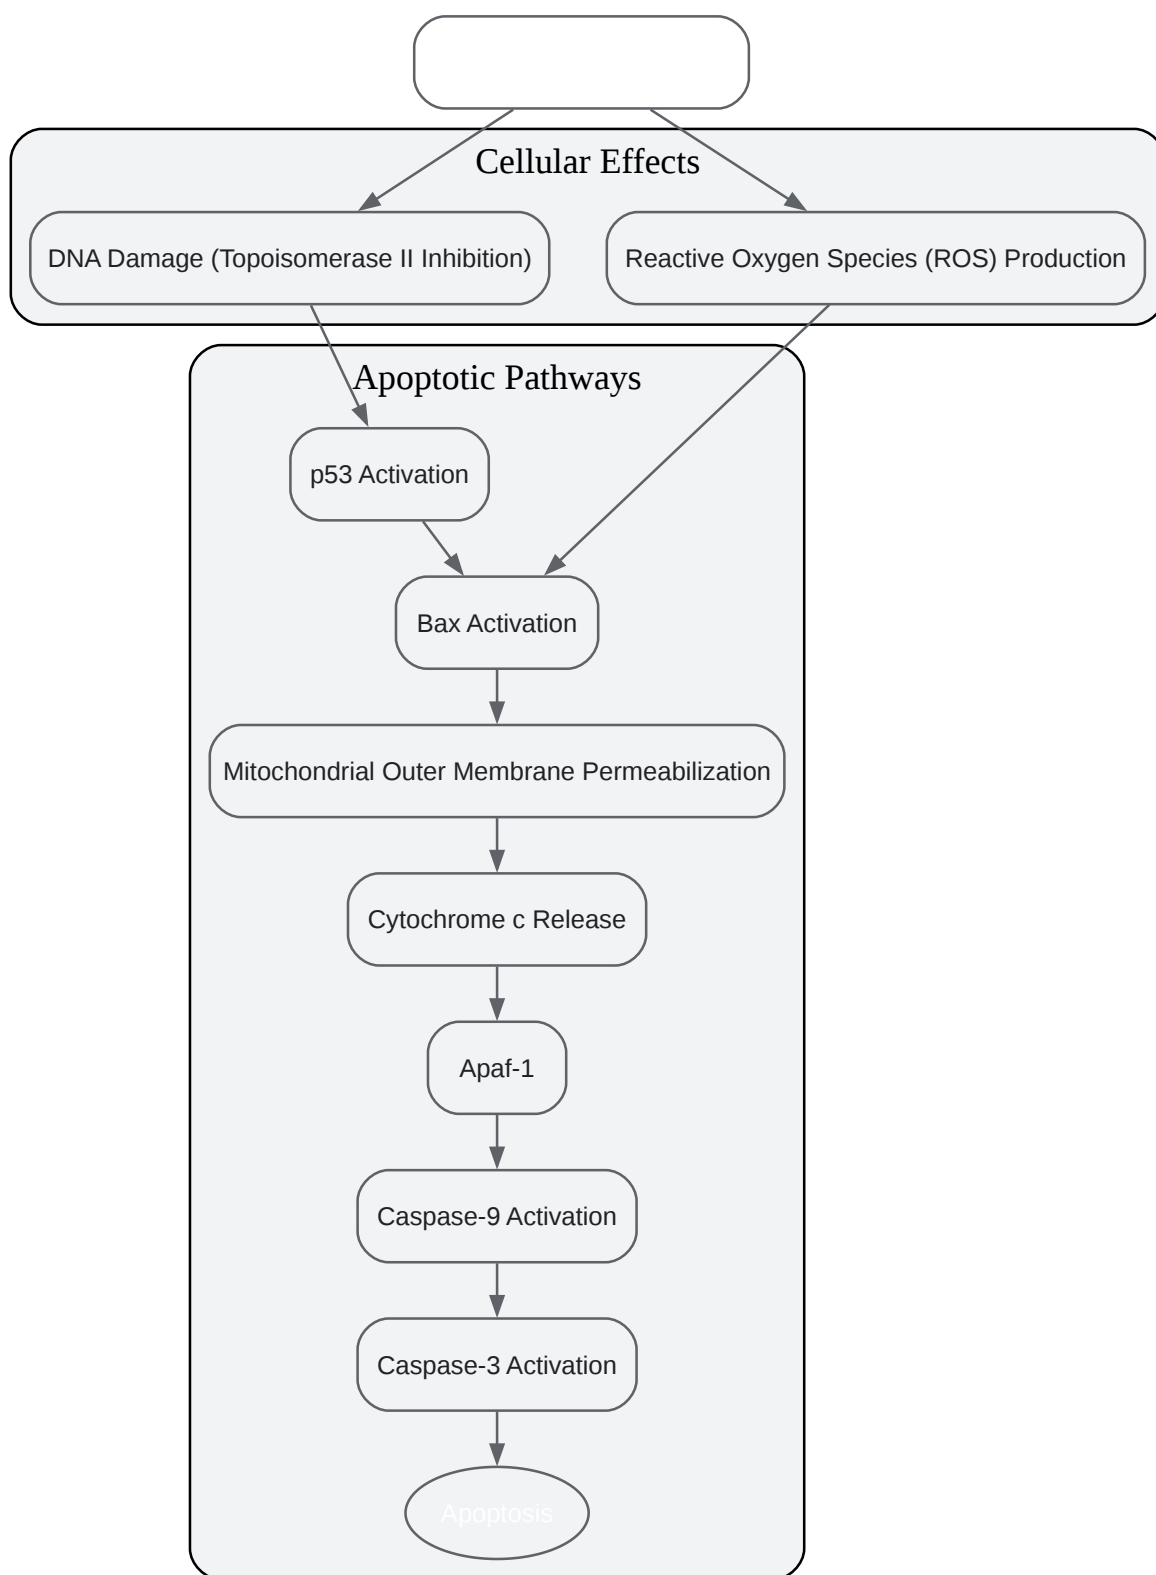 Cellular Effects
DNA Damage (Topoisomerase II Inhibition)
Reactive Oxygen Species (ROS) Production
Apoptotic Pathways
p53 Activation
Bax Activation
Mitochondrial Outer Membrane Permeabilization
Cytochrome c Release
Apaf-1
Caspase-9 Activation
Caspase-3 Activation
Apoptosis